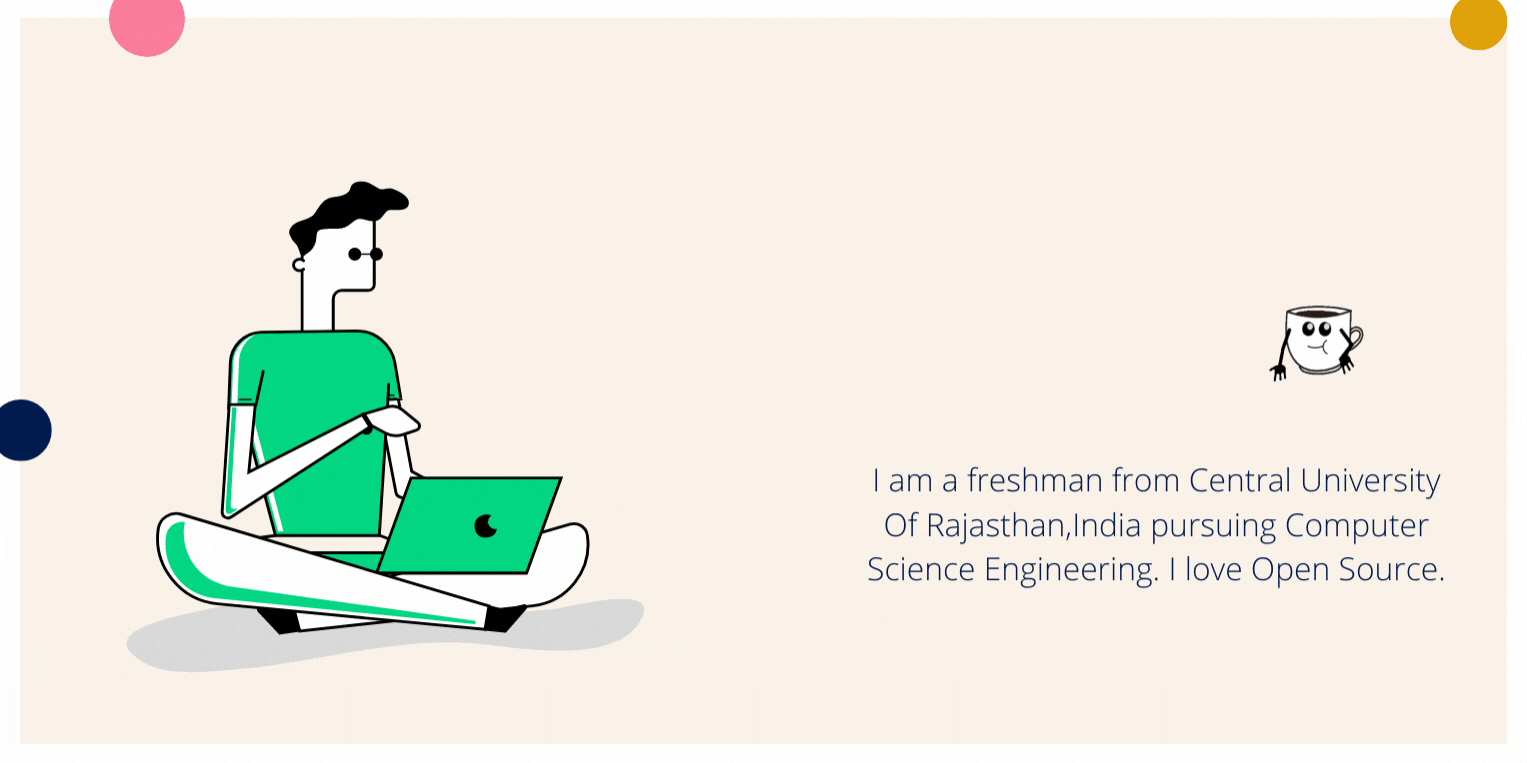 I am a freshman from Central University
Of Rajasthan,India pursuing Computer
Science Engineering. I love Open Source.